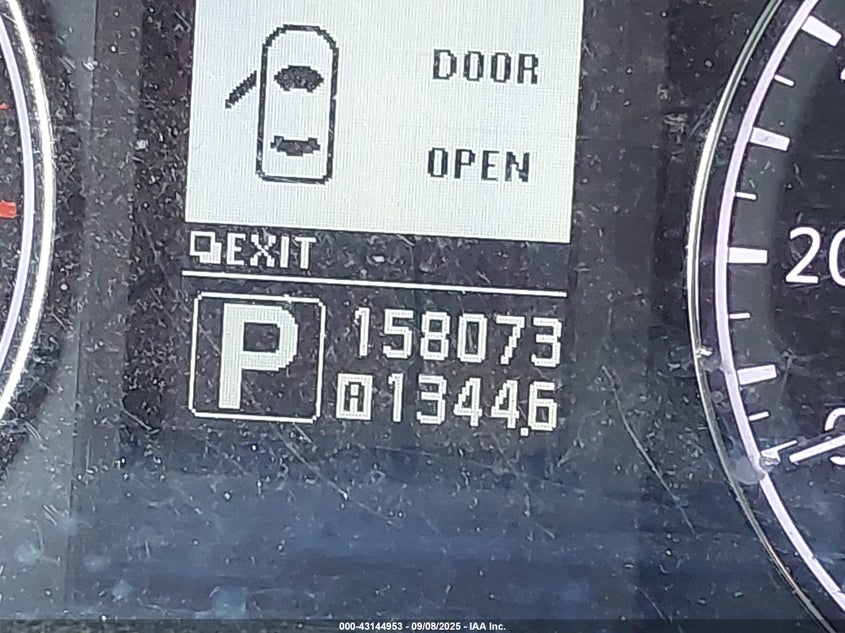 DOOR
OPEN
EXIT
P
158073
A 1344.6
20
000-43144953 - 09/08/2025 - IAA Inc.